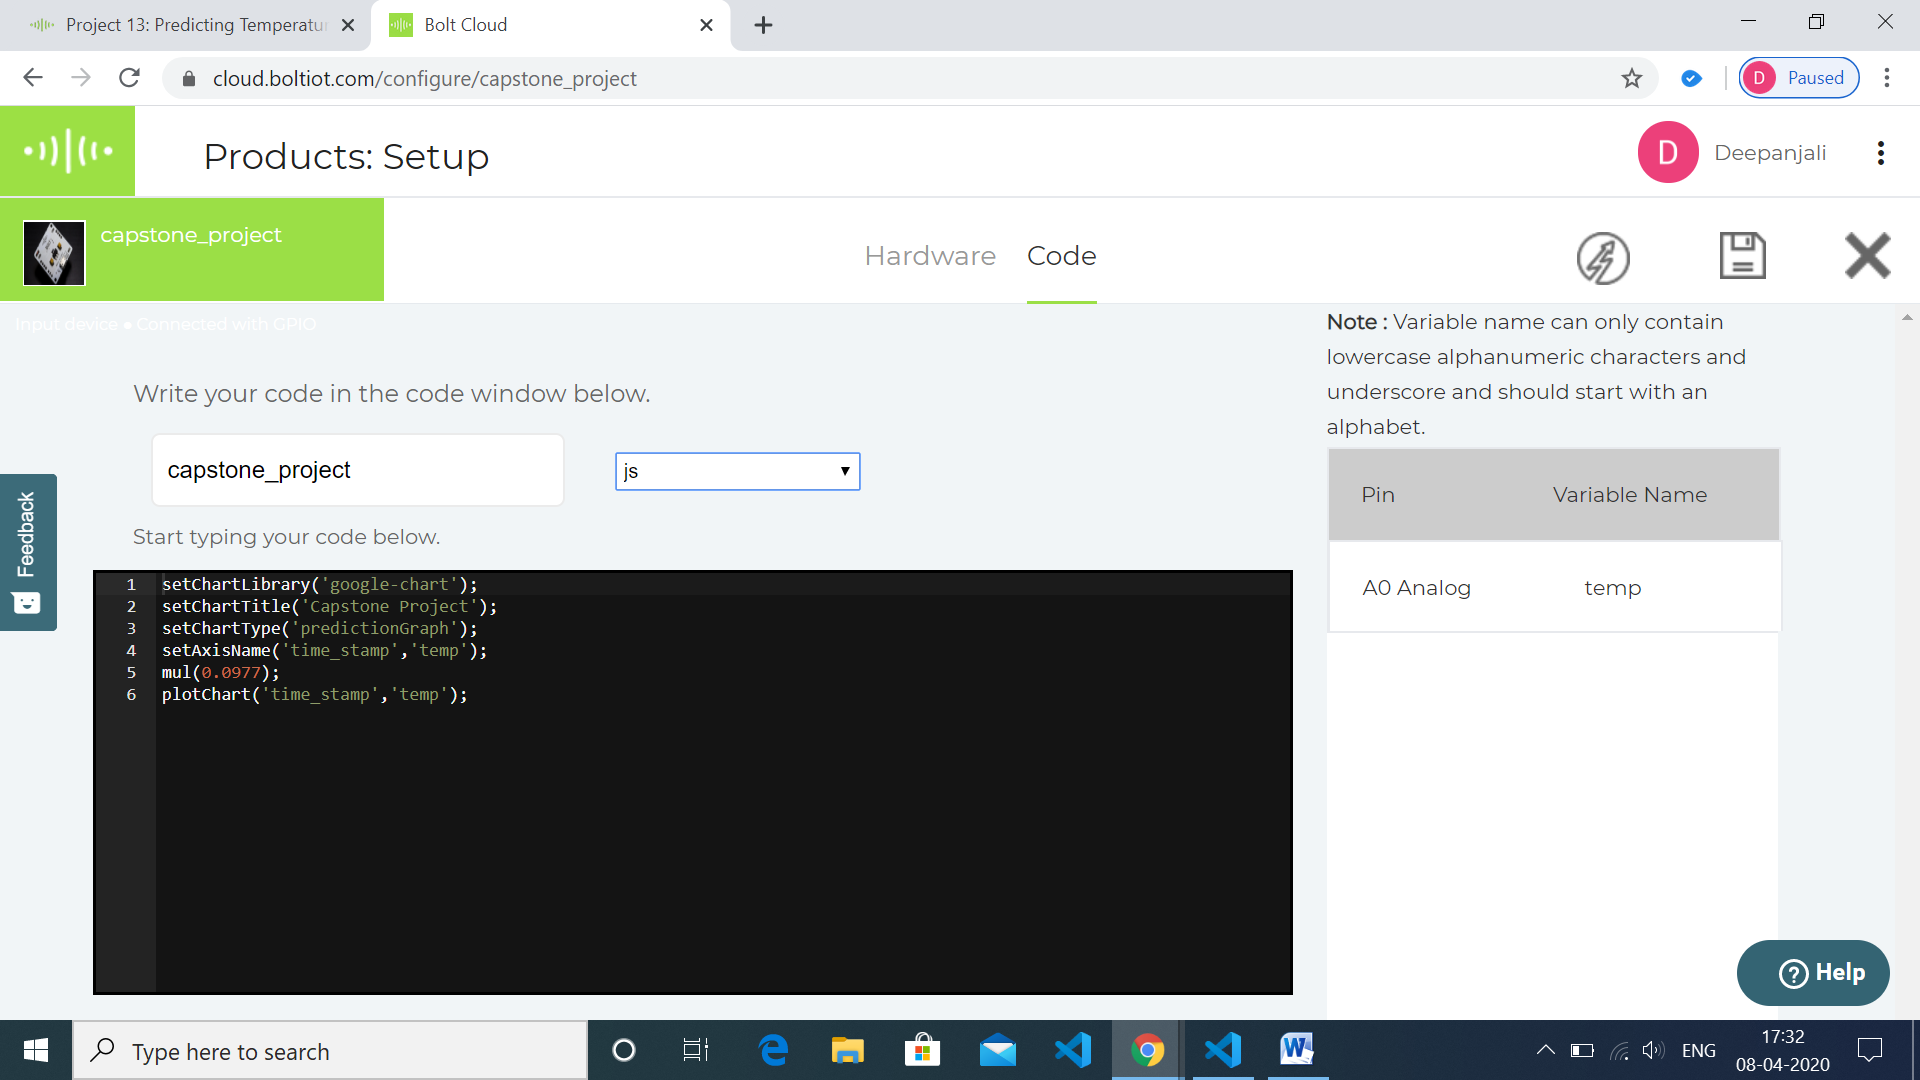 Project 13: Predicting Temperatur
Bolt Cloud
cloud.boltiot.com/configure/capstone_project
D Paused
Products: Setup
D Deepanjali
capstone_project
Hardware Code
Input device ● Connected with GPIO
Note : Variable name can only contain
lowercase alphanumeric characters and
underscore and should start with an
alphabet.
Write your code in the code window below.
capstone_project
js
Start typing your code below.
Pin Variable Name
A0 Analog temp
1 setChartLibrary('google-chart');
2 setChartTitle('Capstone Project');
3 setChartType('predictionGraph');
4 setAxisName('time_stamp','temp');
5 mul(0.0977);
6 plotChart('time_stamp','temp');
Feedback
? Help
Type here to search
W
ENG
17:32
08-04-2020